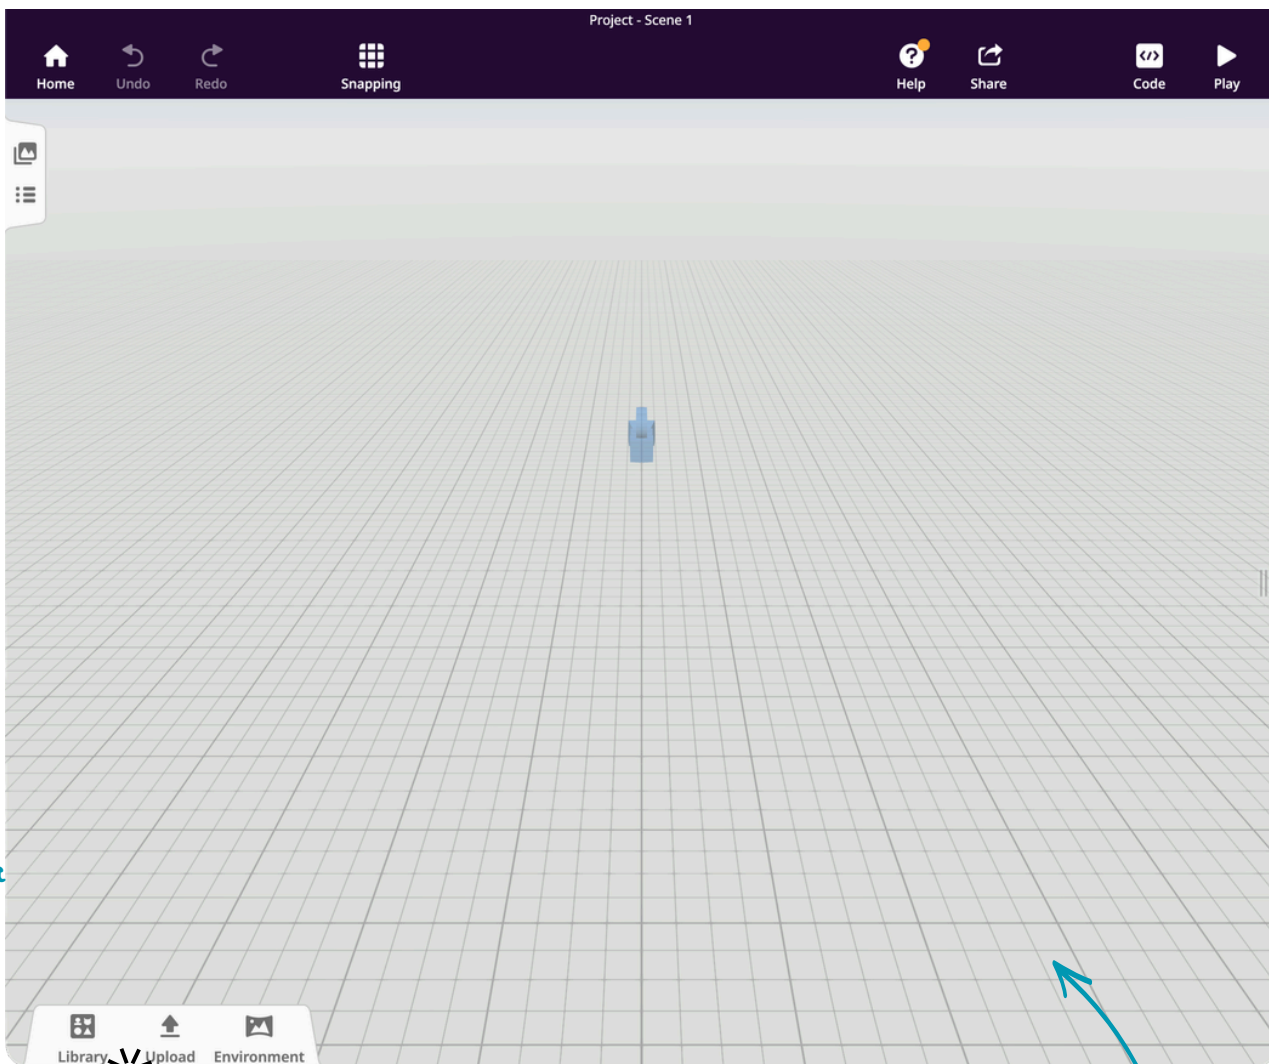 Project - Scene 1
Home Undo Redo Snapping Help Share Code Play
Library Upload Environment